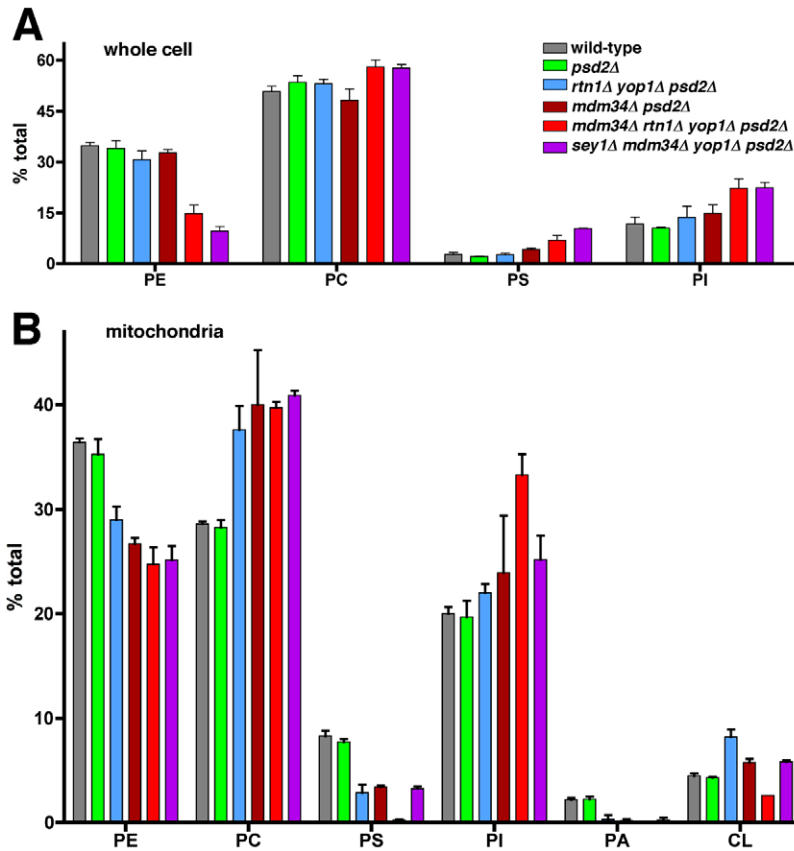 A
whole cell
wild-type
psd2Δ
rtn1Δ yop1Δ psd2Δ
mdm34Δ psd2Δ
mdm34Δ rtn1Δ yop1Δ psd2Δ
sey1Δ mdm34Δ yop1Δ psd2Δ
% total
60
45
30
15
0
PE PC PS PI
B
mitochondria
% total
40
30
20
10
0
PE PC PS PI PA CL